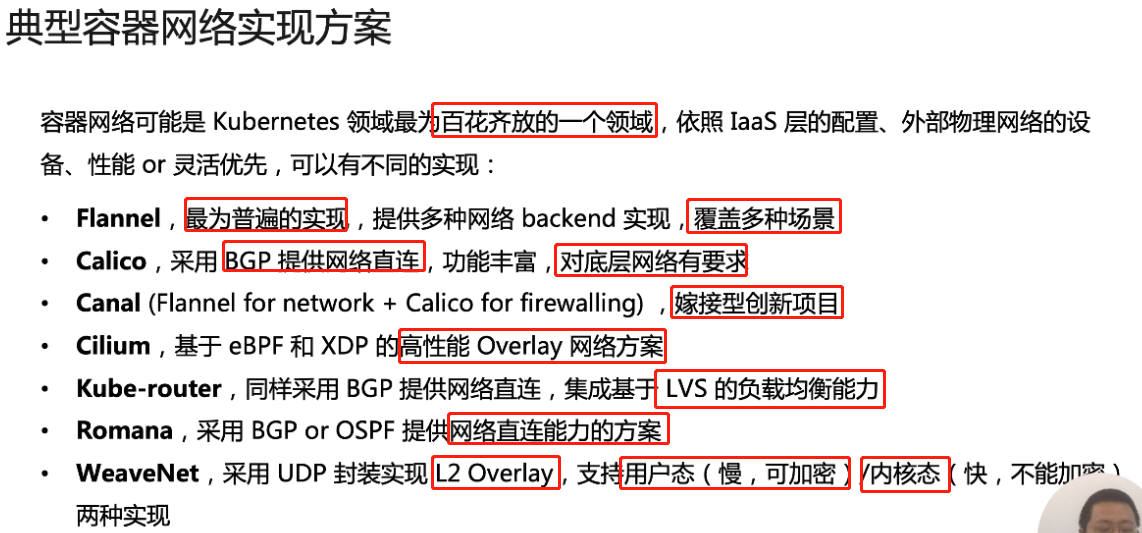 典型容器网络实现方案
容器网络可能是 Kubernetes 领域最为百花齐放的一个领域，依照 IaaS 层的配置、外部物理网络的设
备、性能 or 灵活优先，可以有不同的实现：
• Flannel，最为普遍的实现，提供多种网络 backend 实现，覆盖多种场景
• Calico，采用 BGP 提供网络直连，功能丰富，对底层网络有要求
• Canal (Flannel for network + Calico for firewalling) ，嫁接型创新项目
• Cilium，基于 eBPF 和 XDP 的高性能 Overlay 网络方案
• Kube-router，同样采用 BGP 提供网络直连，集成基于 LVS 的负载均衡能力
• Romana，采用 BGP or OSPF 提供网络直连能力的方案
• WeaveNet，采用 UDP 封装实现 L2 Overlay，支持用户态（慢，可加密）/内核态（快，不能加密）
两种实现